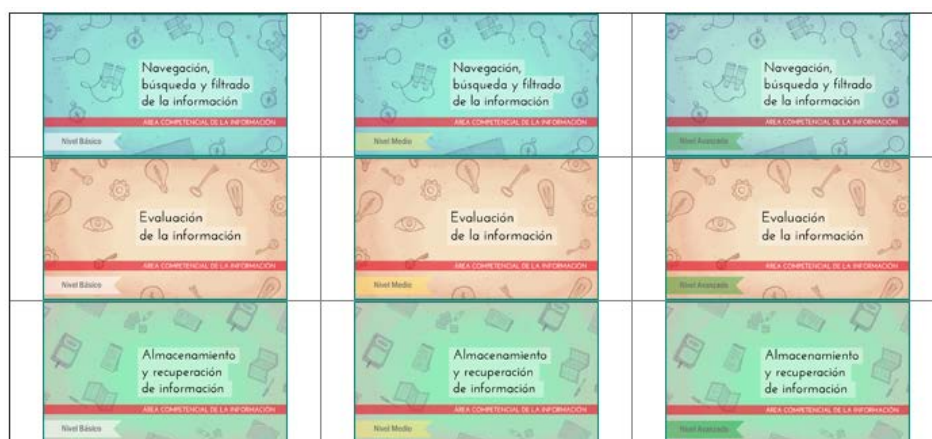 Navegación,
búsqueda y filtrado
de la información
ÁREA COMPETENCIAL DE LA INFORMACIÓN
Nivel Básico
Navegación,
búsqueda y filtrado
de la información
ÁREA COMPETENCIAL DE LA INFORMACIÓN
Nivel Medio
Navegación,
búsqueda y filtrado
de la información
ÁREA COMPETENCIAL DE LA INFORMACIÓN
Nivel Avanzado
Evaluación
de la información
ÁREA COMPETENCIAL DE LA INFORMACIÓN
Nivel Básico
Evaluación
de la información
ÁREA COMPETENCIAL DE LA INFORMACIÓN
Nivel Medio
Evaluación
de la información
ÁREA COMPETENCIAL DE LA INFORMACIÓN
Nivel Avanzado
Almacenamiento
y recuperación
de información
ÁREA COMPETENCIAL DE LA INFORMACIÓN
Nivel Básico
Almacenamiento
y recuperación
de información
ÁREA COMPETENCIAL DE LA INFORMACIÓN
Nivel Medio
Almacenamiento
y recuperación
de información
ÁREA COMPETENCIAL DE LA INFORMACIÓN
Nivel Avanzado